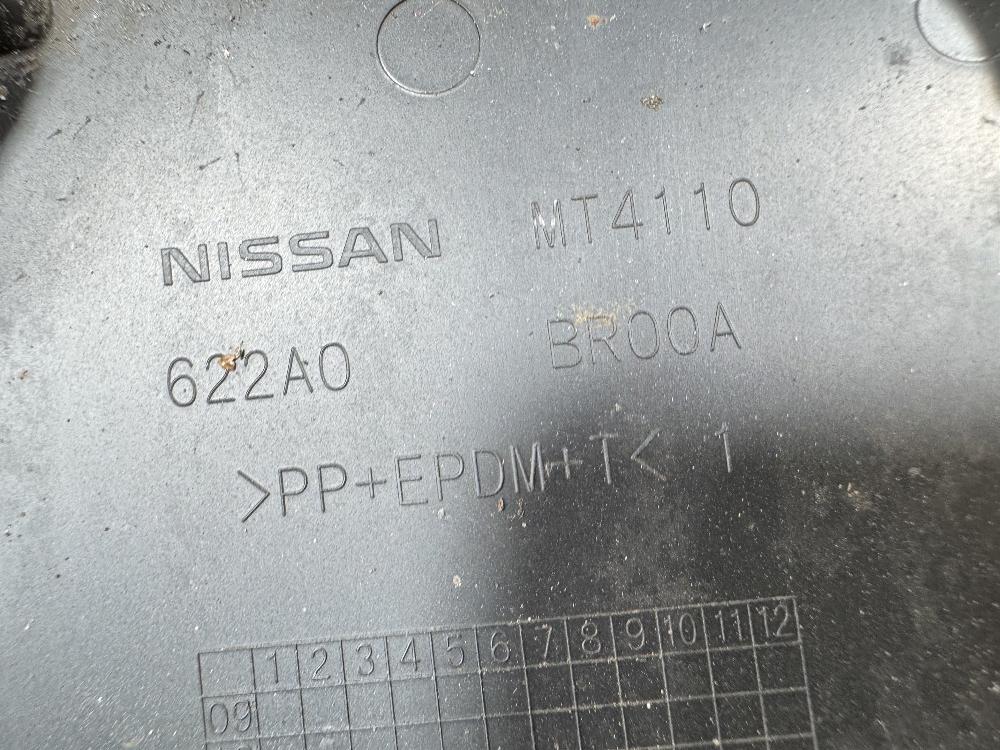 NISSAN MT4110
622A0 BR00A
>PP+EPDM+T< 1
1 2 3 4 5 6 7 8 9 10 11 12
09